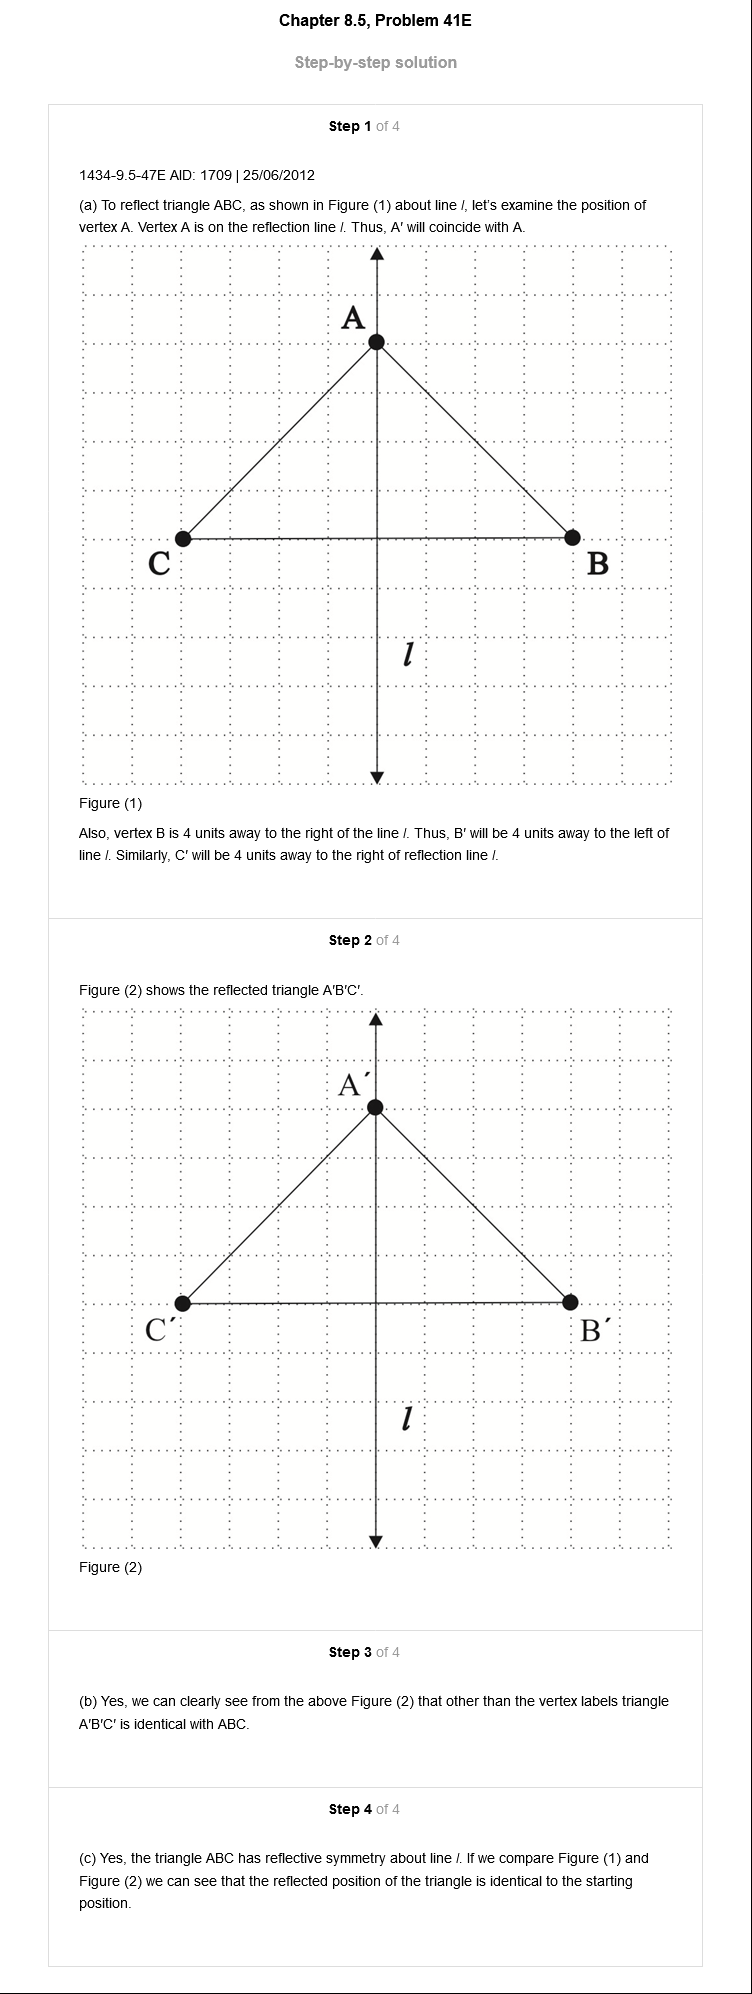 Chapter 8.5, Problem 41E
Step-by-step solution
Step 1 of 4
1434-9.5-47E AID: 1709 | 25/06/2012
(a) To reflect triangle ABC, as shown in Figure (1) about line l, let's examine the position of
vertex A. Vertex A is on the reflection line l. Thus, A′ will coincide with A.
A
C
B
l
Figure (1)
Also, vertex B is 4 units away to the right of the line l. Thus, B′ will be 4 units away to the left of
line l. Similarly, C′ will be 4 units away to the right of reflection line l.
Step 2 of 4
Figure (2) shows the reflected triangle A′B′C′.
A´
C´
B´
l
Figure (2)
Step 3 of 4
(b) Yes, we can clearly see from the above Figure (2) that other than the vertex labels triangle
A′B′C′ is identical with ABC.
Step 4 of 4
(c) Yes, the triangle ABC has reflective symmetry about line l. If we compare Figure (1) and
Figure (2) we can see that the reflected position of the triangle is identical to the starting
position.